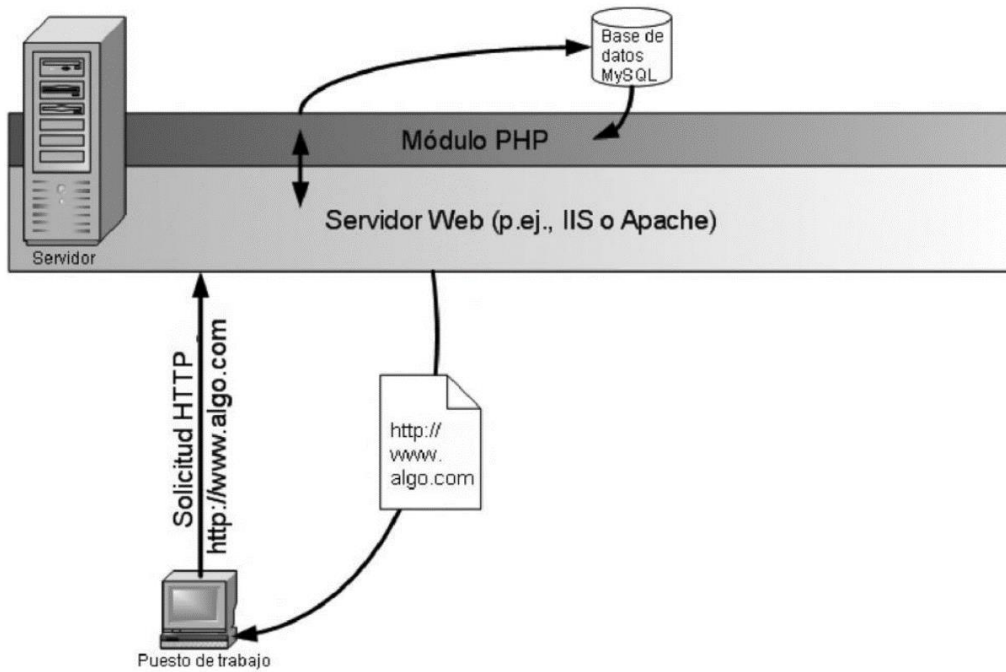 Base de
datos
MySQL
Módulo PHP
Servidor Web (p.ej., IIS o Apache)
Servidor
Solicitud HTTP
http://www.algo.com
http://
www.
algo.com
Puesto de trabajo